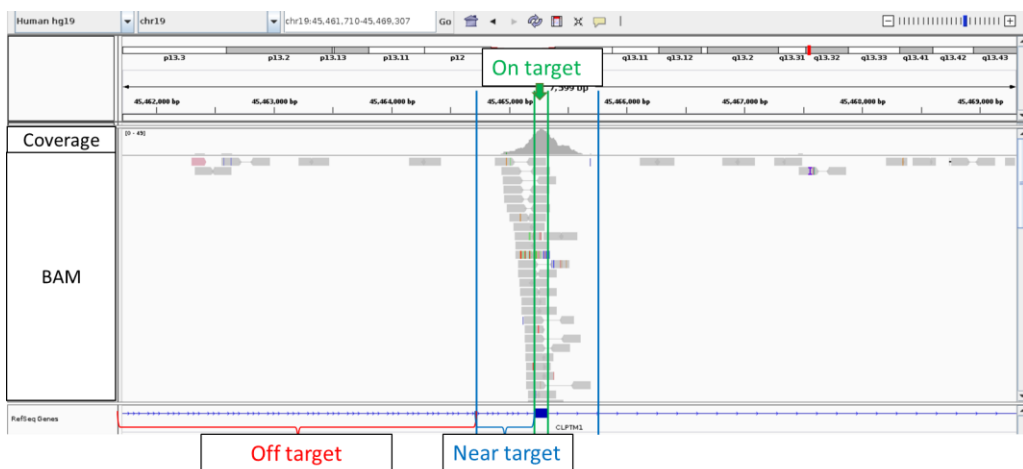 Human hg19 chr19 chr19:45,461,710-45,469,307 Go
p13.3 p13.2 p13.13 p13.11 p12 q13.11 q13.12 q13.2 q13.31 q13.32 q13.33 q13.41 q13.42 q13.43
On target
7,599 bp
45,462,000 bp 45,463,000 bp 45,464,000 bp 45,465,000 bp 45,466,000 bp 45,467,000 bp 45,468,000 bp 45,469,000 bp
Coverage
[0 - 45]
BAM
RefSeq Genes
CLPTM1
Off target Near target